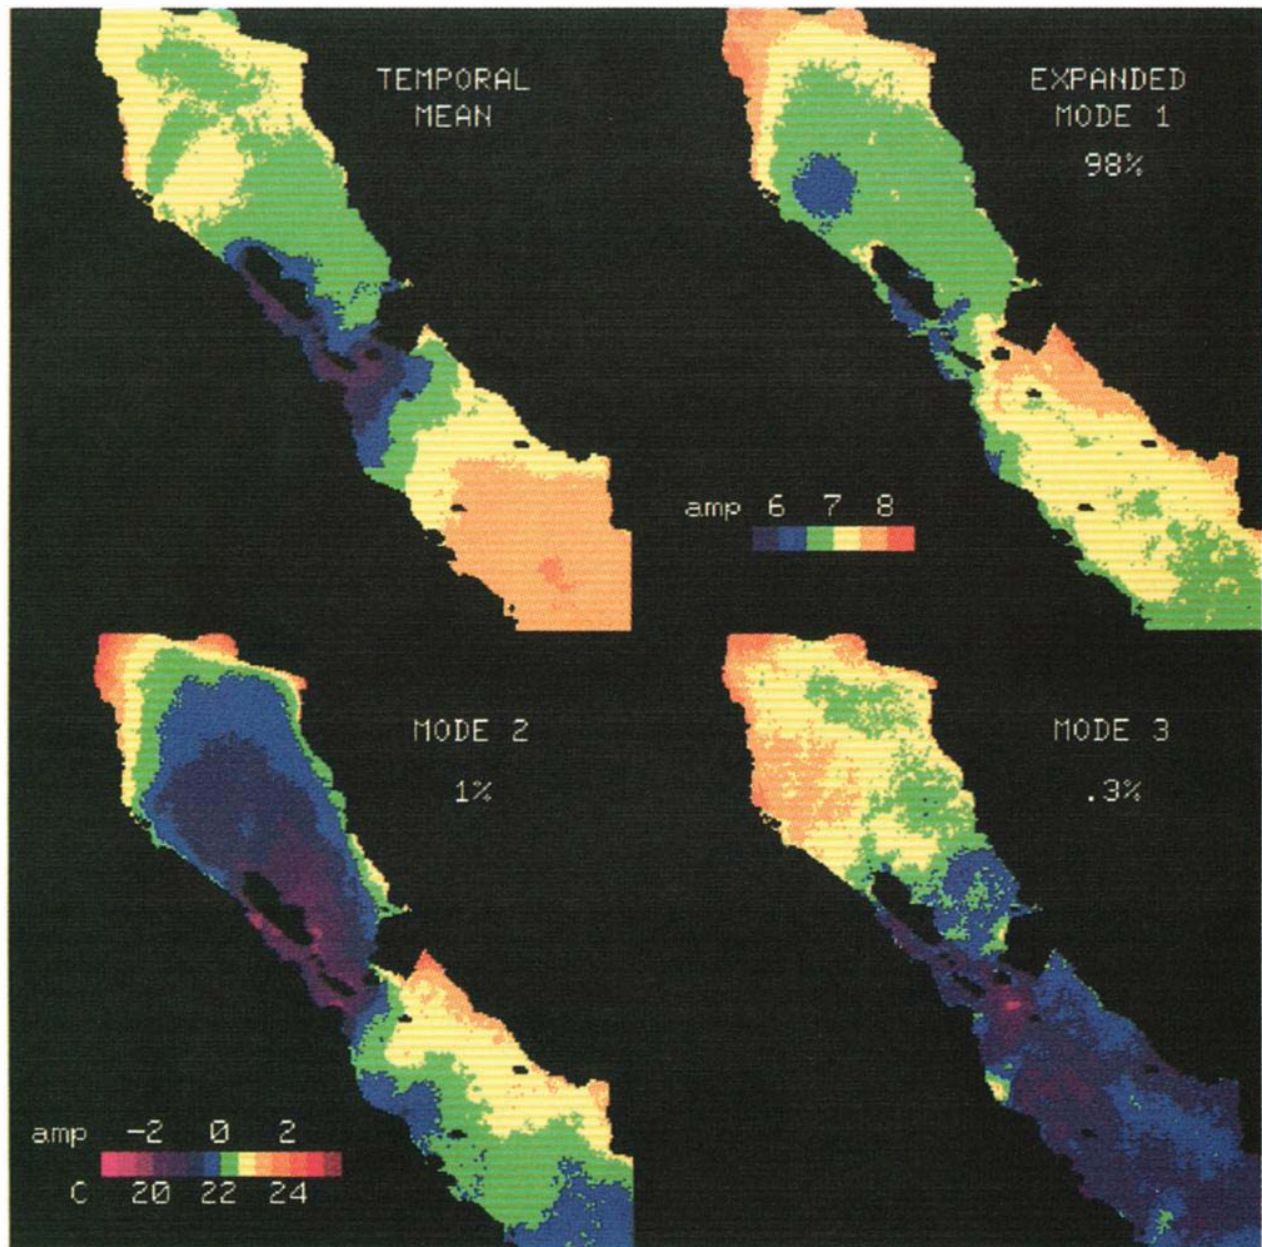 TEMPORAL
MEAN
EXPANDED
MODE 1
98%
amp 6 7 8
MODE 2
1%
MODE 3
.3%
amp -2 0 2
C 20 22 24